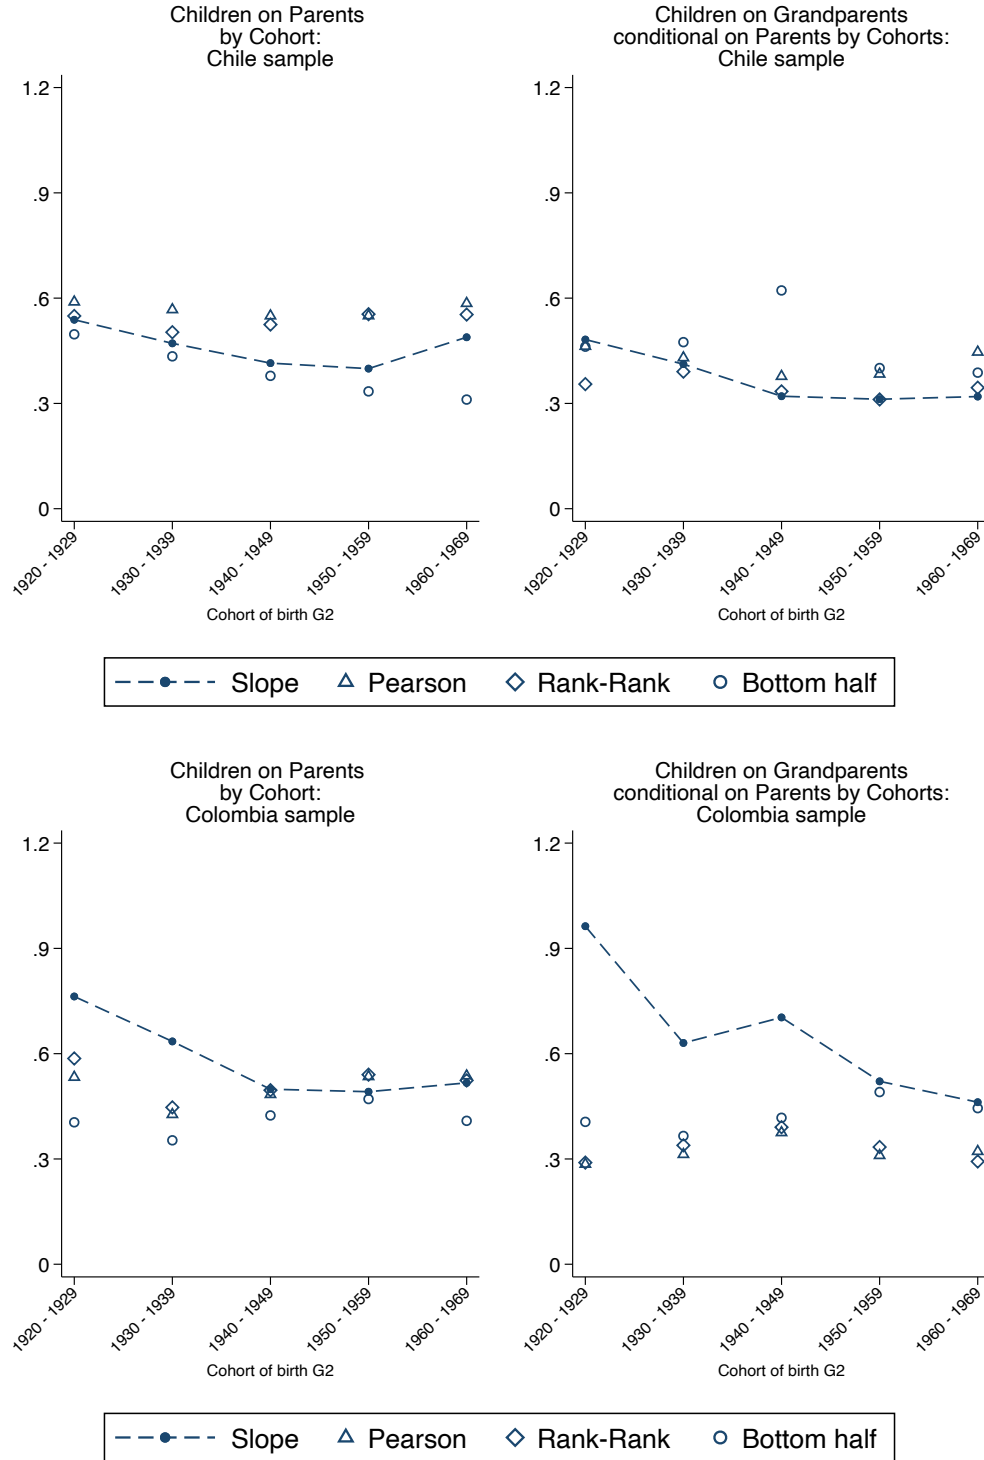 Children on Parents
by Cohort:
Chile sample
1.2
.9
.6
.3
0
1920 - 1929
1930 - 1939
1940 - 1949
1950 - 1959
1960 - 1969
Cohort of birth G2
Children on Grandparents
conditional on Parents by Cohorts:
Chile sample
1.2
.9
.6
.3
0
1920 - 1929
1930 - 1939
1940 - 1949
1950 - 1959
1960 - 1969
Cohort of birth G2
Slope Pearson Rank-Rank Bottom half
Children on Parents
by Cohort:
Colombia sample
1.2
.9
.6
.3
0
1920 - 1929
1930 - 1939
1940 - 1949
1950 - 1959
1960 - 1969
Cohort of birth G2
Children on Grandparents
conditional on Parents by Cohorts:
Colombia sample
1.2
.9
.6
.3
0
1920 - 1929
1930 - 1939
1940 - 1949
1950 - 1959
1960 - 1969
Cohort of birth G2
Slope Pearson Rank-Rank Bottom half